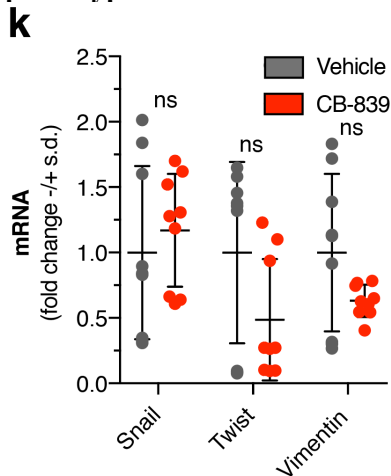 k
mRNA
(fold change -/+ s.d.)
2.5
2.0
1.5
1.0
0.5
0.0
Vehicle
CB-839
ns
ns
ns
Snail
Twist
Vimentin